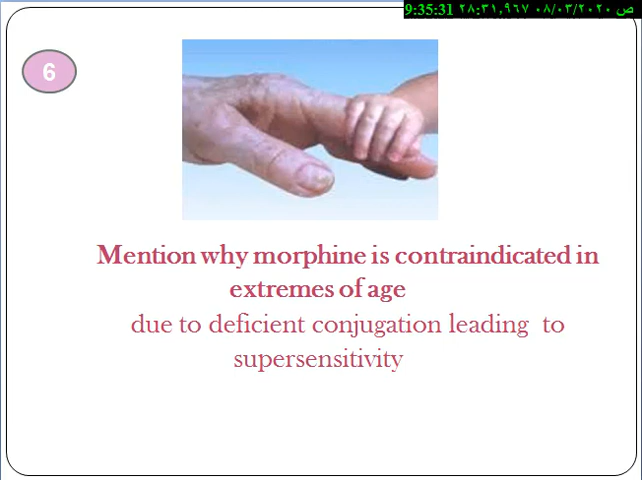 9:35:31 ص ٠٨/٠٣/٢٠٢٠ ٢٨:٣١,٩٦٧
6
Mention why morphine is contraindicated in
extremes of age
due to deficient conjugation leading to
supersensitivity